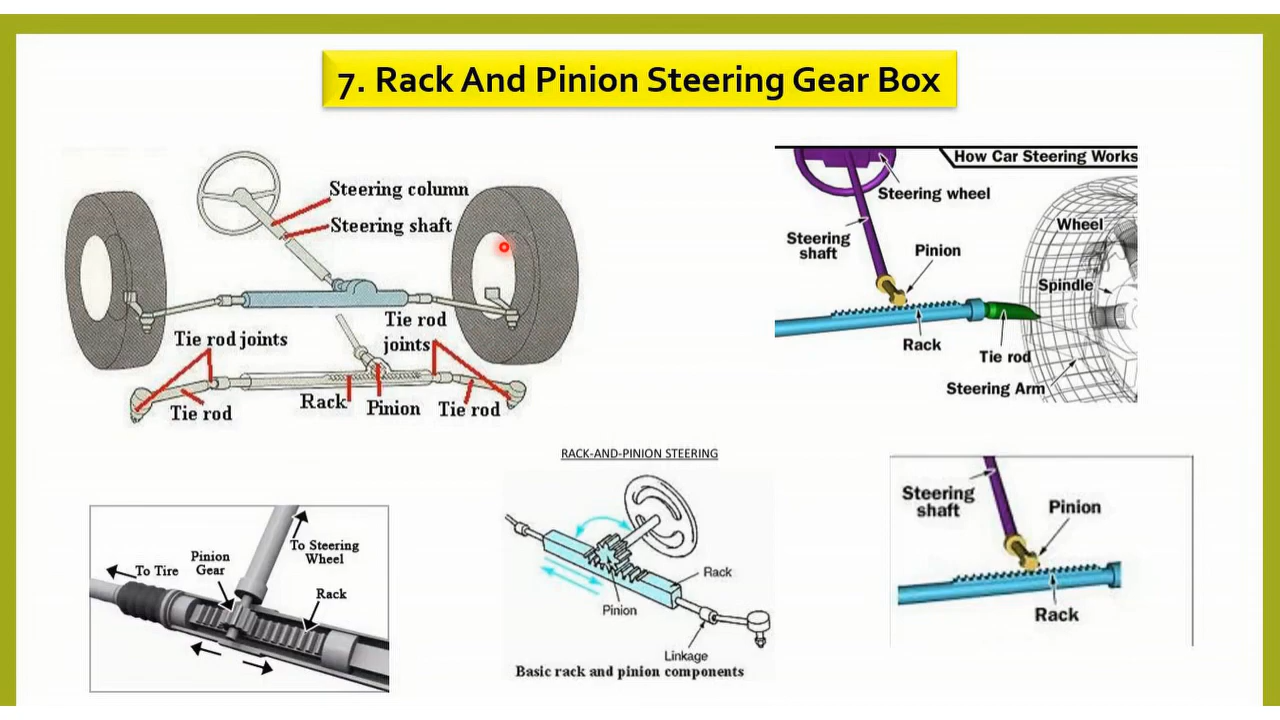 7. Rack And Pinion Steering Gear Box
Steering column
Steering shaft
Tie rod joints
Tie rod
joints
Tie rod
Rack
Pinion
Tie rod
How Car Steering Works
Steering wheel
Steering
shaft
Pinion
Wheel
Spindle
Rack
Tie rod
Steering Arm
To Steering
Wheel
Pinion
Gear
To Tire
Rack
RACK-AND-PINION STEERING
Rack
Pinion
Linkage
Basic rack and pinion components
Steering
shaft
Pinion
Rack